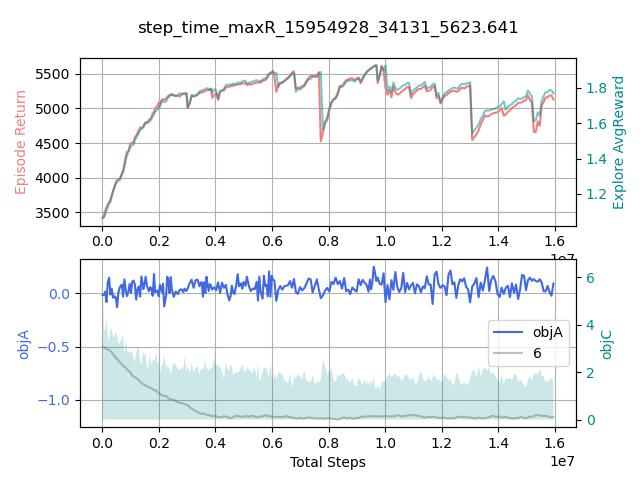 step_time_maxR_15954928_34131_5623.641
5500
5000
4500
4000
3500
Episode Return
1.8
1.6
1.4
1.2
Explore AvgReward
0.0 0.2 0.4 0.6 0.8 1.0 1.2 1.4 1.6
1e7
0.0
−0.5
−1.0
objA
6
4
2
0
objC
objA
6
0.0 0.2 0.4 0.6 0.8 1.0 1.2 1.4 1.6
Total Steps
1e7